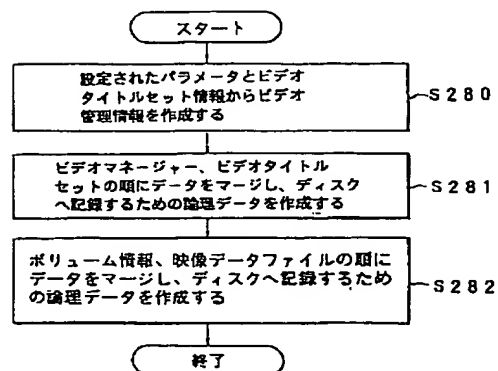 スタート
設定されたパラメータとビデオ
タイトルセット情報からビデオ
管理情報を作成する
S280
ビデオマネージャー、ビデオタイトル
セットの順にデータをマージし、ディスク
へ記録するための論理データを作成する
S281
ボリューム情報、映像データファイルの順に
データをマージし、ディスクへ記録するため
の論理データを作成する
S282
終了